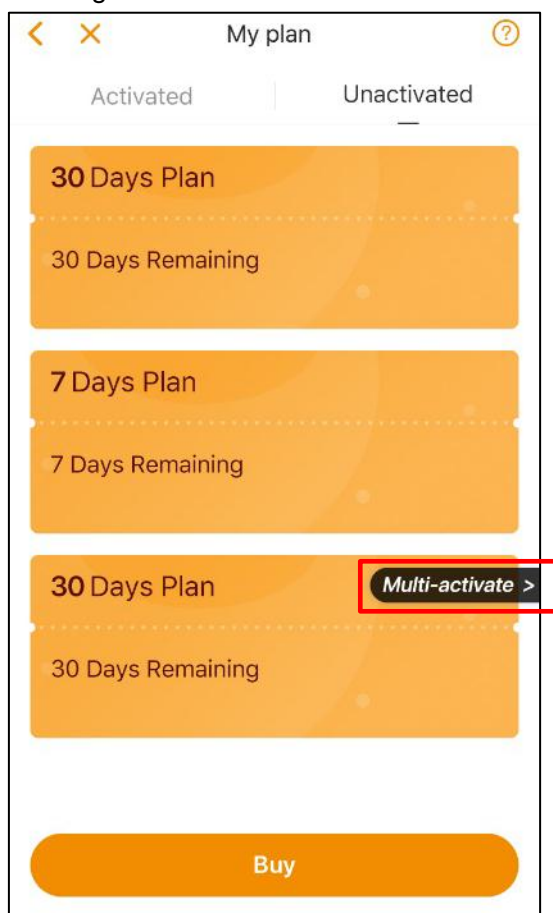 My plan
?
Activated Unactivated
30 Days Plan
30 Days Remaining
7 Days Plan
7 Days Remaining
30 Days Plan Multi-activate >
30 Days Remaining
Buy